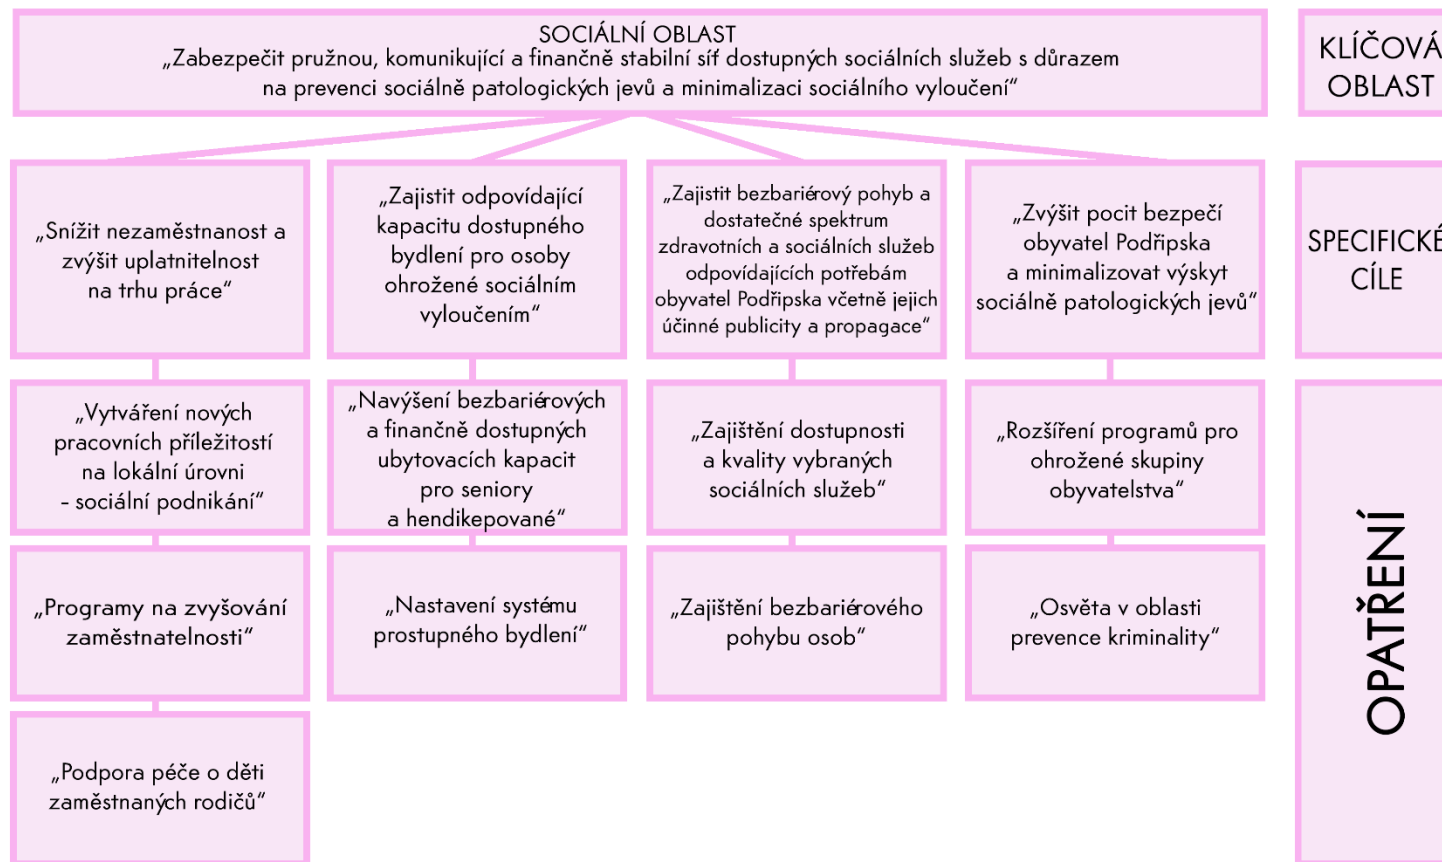 SOCIÁLNÍ OBLAST
„Zabezpečit pružnou, komunikující a finančně stabilní síť dostupných sociálních služeb s důrazem
na prevenci sociálně patologických jevů a minimalizaci sociálního vyloučení“
KLÍČOVÁ
OBLAST
„Snížit nezaměstnanost a
zvýšit uplatnitelnost
na trhu práce“
„Zajistit odpovídající
kapacitu dostupného
bydlení pro osoby
ohrožené sociálním
vyloučením“
„Zajistit bezbariérový pohyb a
dostatečné spektrum
zdravotních a sociálních služeb
odpovídajících potřebám
obyvatel Podřipska včetně jejich
účinné publicity a propagace“
„Zvýšit pocit bezpečí
obyvatel Podřipska
a minimalizovat výskyt
sociálně patologických jevů“
SPECIFICKÉ
CÍLE
„Vytváření nových
pracovních příležitostí
na lokální úrovni
- sociální podnikání“
„Navýšení bezbariérových
a finančně dostupných
ubytovacích kapacit
pro seniory
a hendikepované“
„Zajištění dostupnosti
a kvality vybraných
sociálních služeb“
„Rozšíření programů pro
ohrožené skupiny
obyvatelstva“
OPATŘENÍ
„Programy na zvyšování
zaměstnatelnosti“
„Nastavení systému
prostupného bydlení“
„Zajištění bezbariérového
pohybu osob“
„Osvěta v oblasti
prevence kriminality“
„Podpora péče o děti
zaměstnaných rodičů“